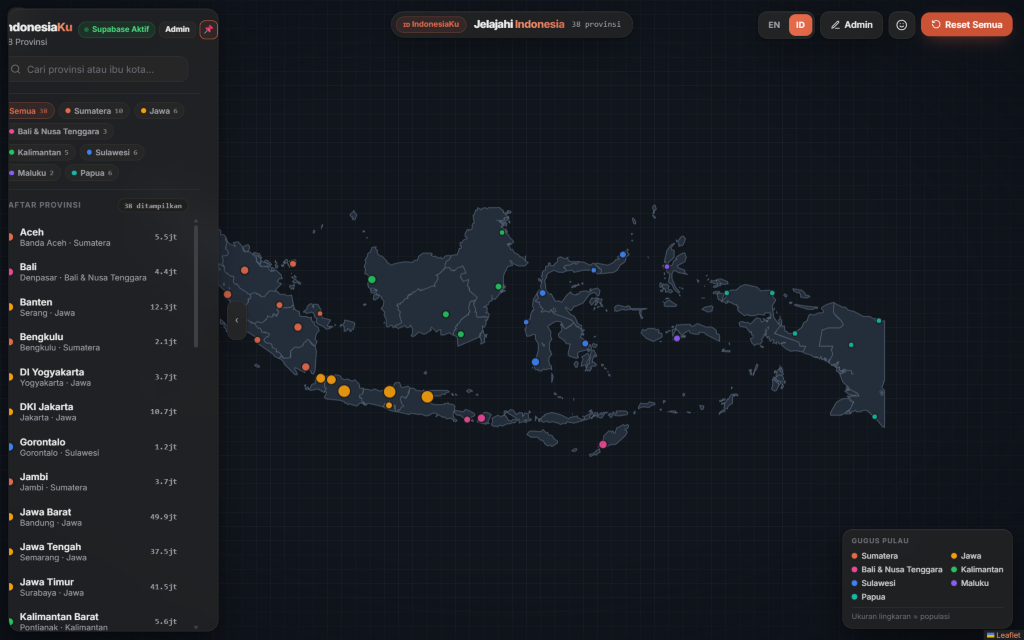 ndonesiaKu
Supabase Aktif
Admin
8 Provinsi
Cari provinsi atau ibu kota...
Semua 38
Sumatera 10
Jawa 6
Bali & Nusa Tenggara 3
Kalimantan 5
Sulawesi 6
Maluku 2
Papua 6
AFTAR PROVINSI
38 ditampilkan
Aceh
Banda Aceh · Sumatera
5.5jt
Bali
Denpasar · Bali & Nusa Tenggara
4.4jt
Banten
Serang · Jawa
12.3jt
Bengkulu
Bengkulu · Sumatera
2.1jt
DI Yogyakarta
Yogyakarta · Jawa
3.7jt
DKI Jakarta
Jakarta · Jawa
10.7jt
Gorontalo
Gorontalo · Sulawesi
1.2jt
Jambi
Jambi · Sumatera
3.7jt
Jawa Barat
Bandung · Jawa
49.9jt
Jawa Tengah
Semarang · Jawa
37.5jt
Jawa Timur
Surabaya · Jawa
41.5jt
Kalimantan Barat
Pontianak · Kalimantan
5.6jt
ID IndonesiaKu
Jelajahi Indonesia
38 provinsi
EN
ID
Admin
Reset Semua
GUGUS PULAU
Sumatera
Jawa
Bali & Nusa Tenggara
Kalimantan
Sulawesi
Maluku
Papua
Ukuran lingkaran = populasi
Leaflet